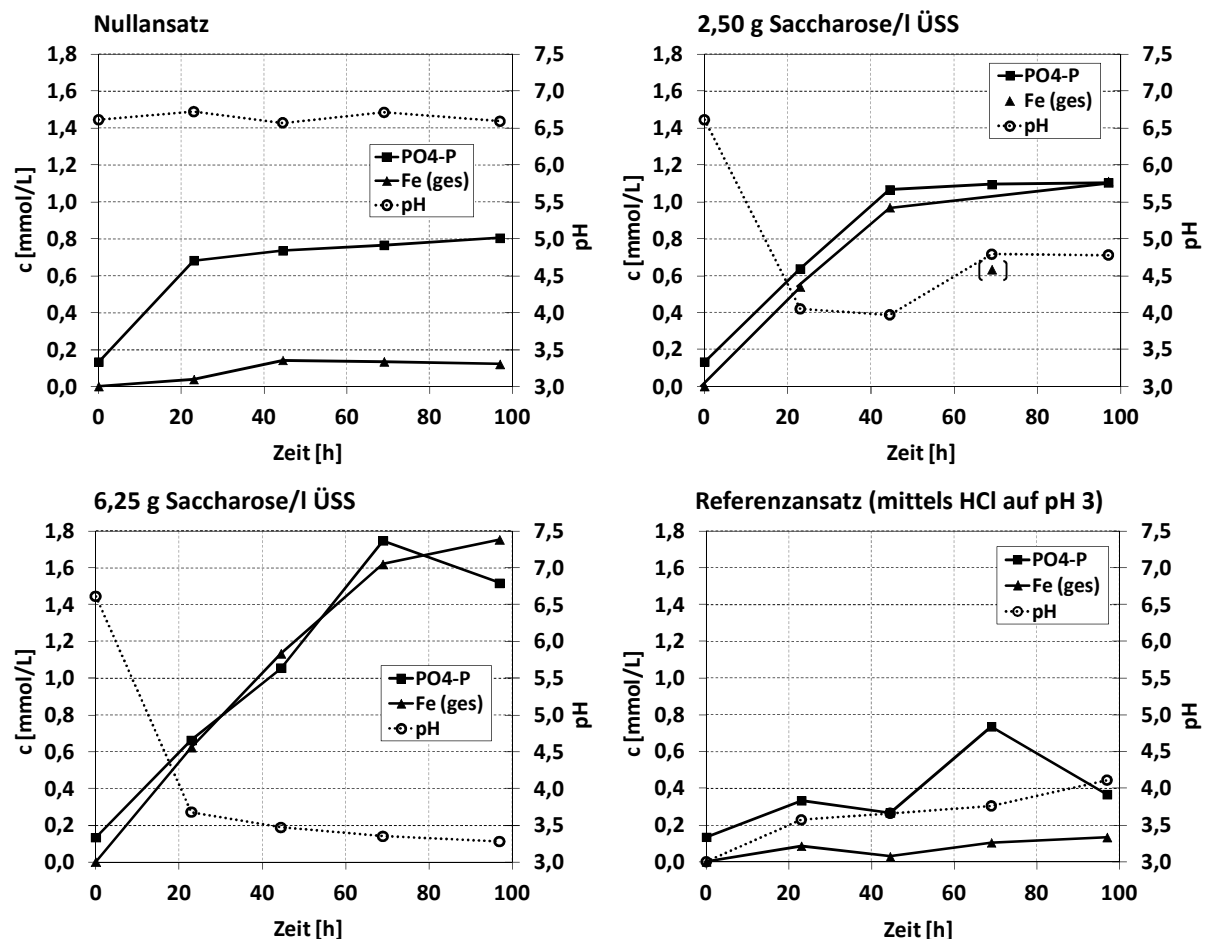 Nullansatz
1,8
1,6
1,4
1,2
1,0
0,8
0,6
0,4
0,2
0,0
c [mmol/L]
7,5
7,0
6,5
6,0
5,5
5,0
4,5
4,0
3,5
3,0
pH
PO4-P
Fe (ges)
pH
0 20 40 60 80 100
Zeit [h]
2,50 g Saccharose/l ÜSS
1,8
1,6
1,4
1,2
1,0
0,8
0,6
0,4
0,2
0,0
c [mmol/L]
7,5
7,0
6,5
6,0
5,5
5,0
4,5
4,0
3,5
3,0
pH
PO4-P
Fe (ges)
pH
( )
0 20 40 60 80 100
Zeit [h]
6,25 g Saccharose/l ÜSS
1,8
1,6
1,4
1,2
1,0
0,8
0,6
0,4
0,2
0,0
c [mmol/L]
7,5
7,0
6,5
6,0
5,5
5,0
4,5
4,0
3,5
3,0
pH
PO4-P
Fe (ges)
pH
0 20 40 60 80 100
Zeit [h]
Referenzansatz (mittels HCl auf pH 3)
1,8
1,6
1,4
1,2
1,0
0,8
0,6
0,4
0,2
0,0
c [mmol/L]
7,5
7,0
6,5
6,0
5,5
5,0
4,5
4,0
3,5
3,0
pH
PO4-P
Fe (ges)
pH
0 20 40 60 80 100
Zeit [h]